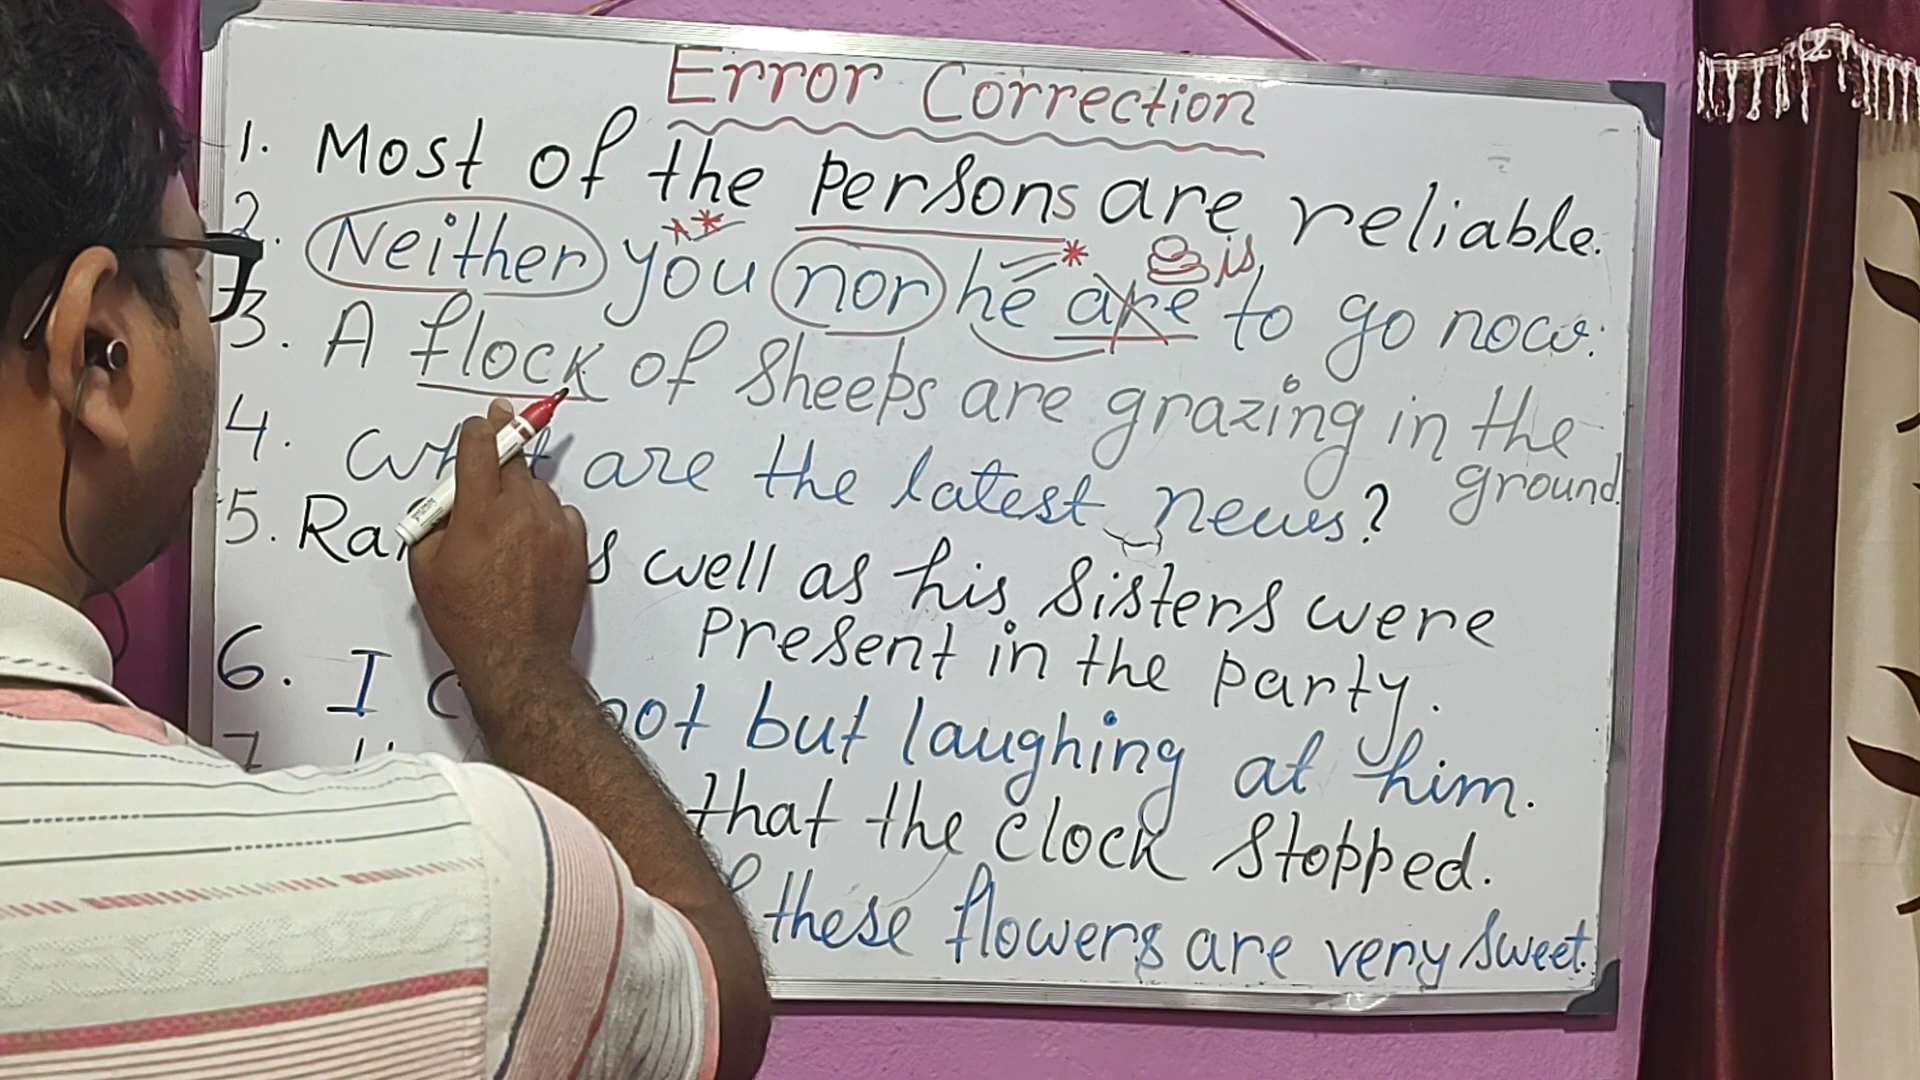 Error Correction
1. Most of the persons are reliable.
2. Neither you nor he are is to go now.
3. A flock of sheeps are grazing in the
ground.
4. are the latest news?
5. well as his sisters were
present in the party.
6. I but laughing at him.
7. that the clock stopped.
these flowers are very sweet.